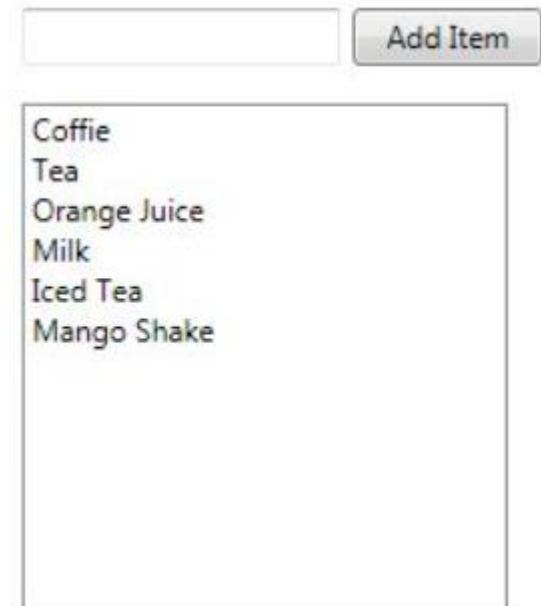 Add Item
Coffie
Tea
Orange Juice
Milk
Iced Tea
Mango Shake